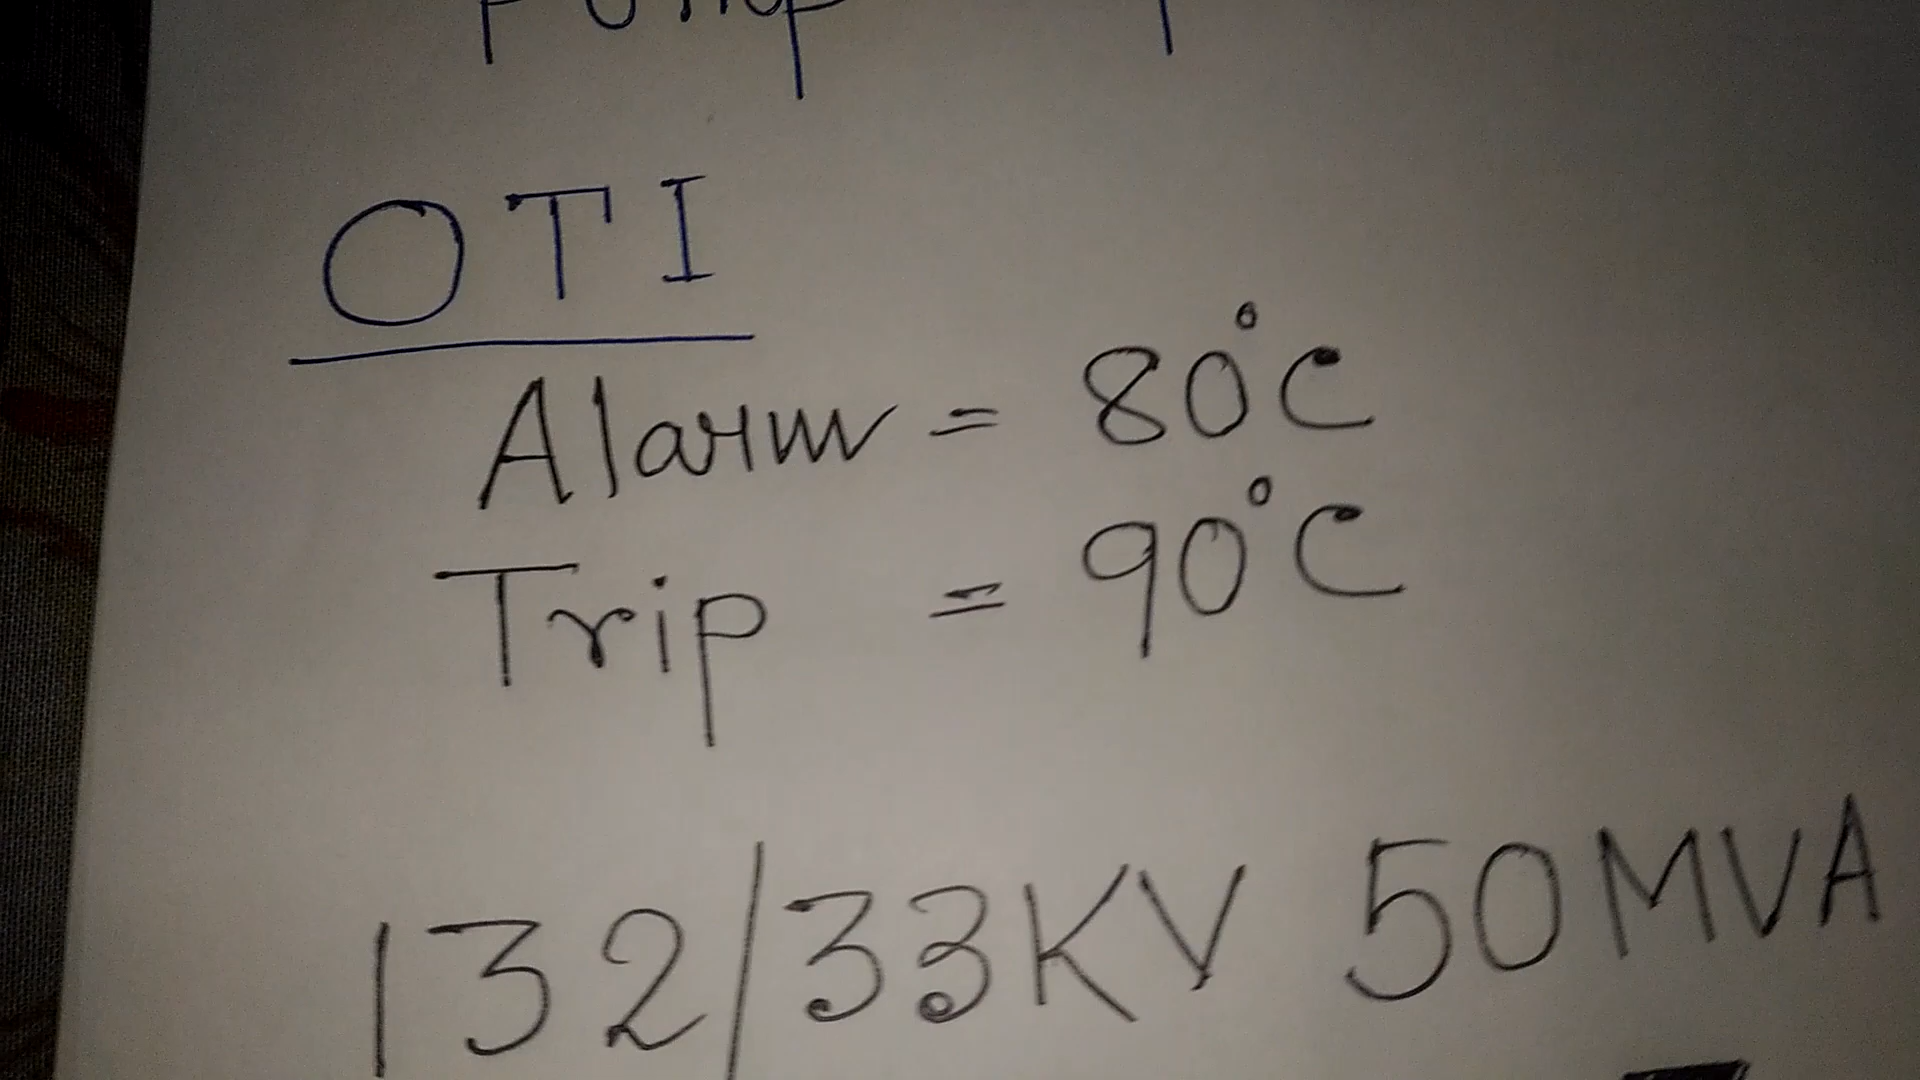 OTI
Alarm = 80°C
Trip = 90°C
132/33KV 50MVA